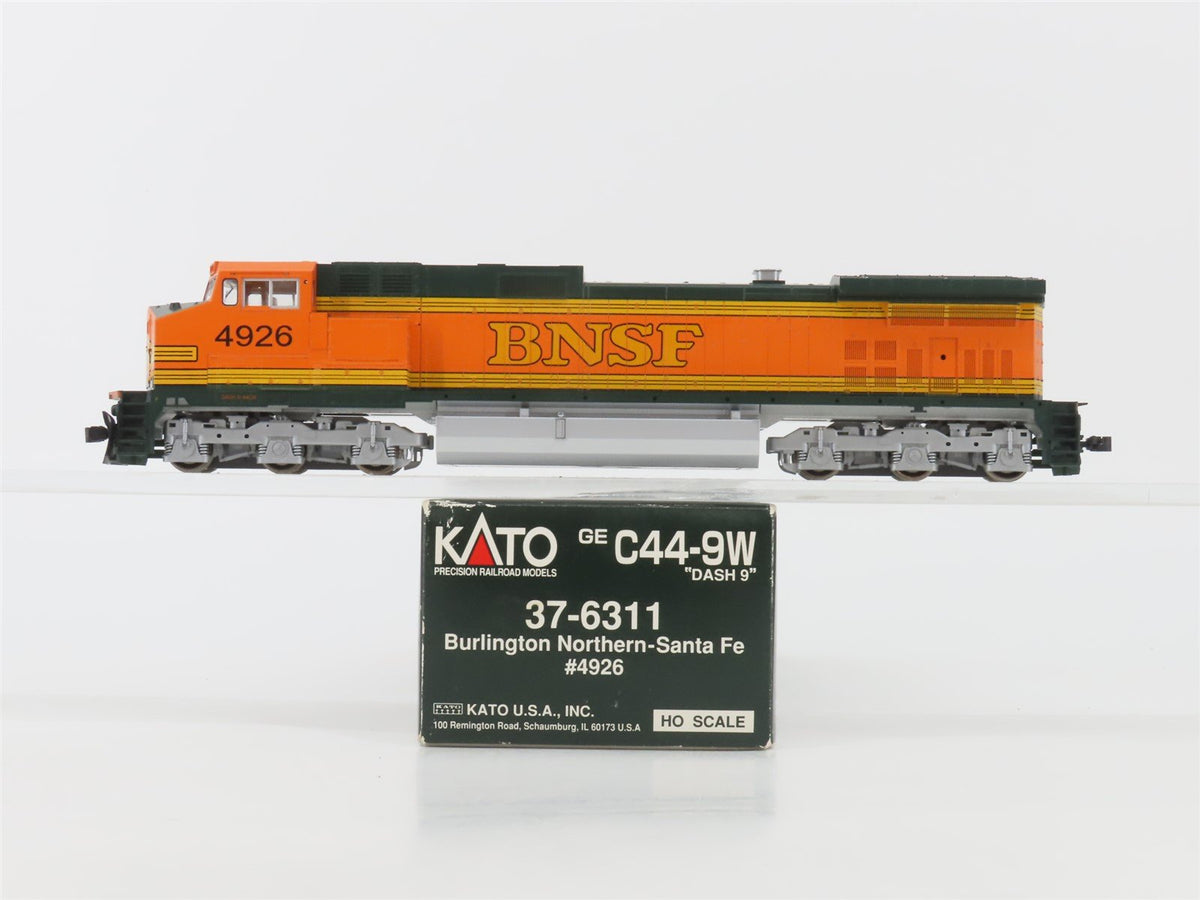 4926
BNSF
KATO
PRECISION RAILROAD MODELS
GE C44-9W
"DASH 9"
37-6311
Burlington Northern-Santa Fe
#4926
KATO
KATO U.S.A., INC.
100 Remington Road, Schaumburg, IL 60173 U.S.A
HO SCALE